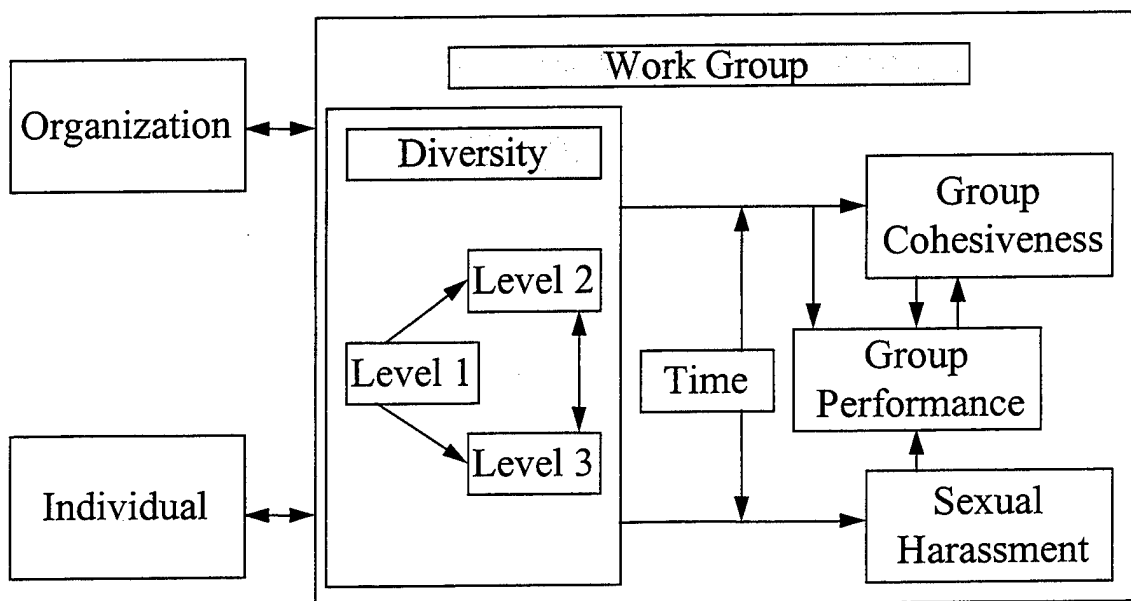 Work Group
Organization
Diversity
Group
Cohesiveness
Level 2
Level 1
Time
Group
Performance
Level 3
Individual
Sexual
Harassment